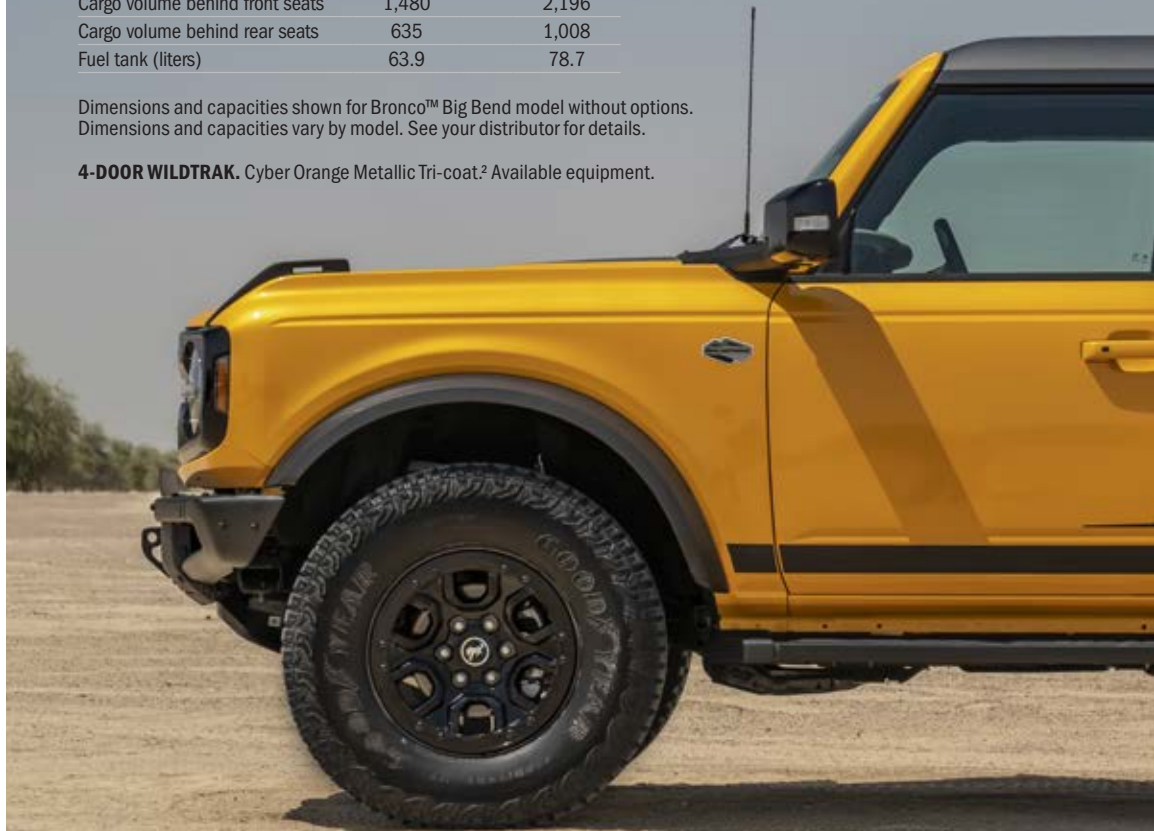 Cargo volume behind front seats 1,480 2,196
Cargo volume behind rear seats 635 1,008
Fuel tank (liters) 63.9 78.7
Dimensions and capacities shown for Bronco™ Big Bend model without options.
Dimensions and capacities vary by model. See your distributor for details.
4-DOOR WILDTRAK. Cyber Orange Metallic Tri-coat.² Available equipment.
GOODYEAR
GOODYEAR